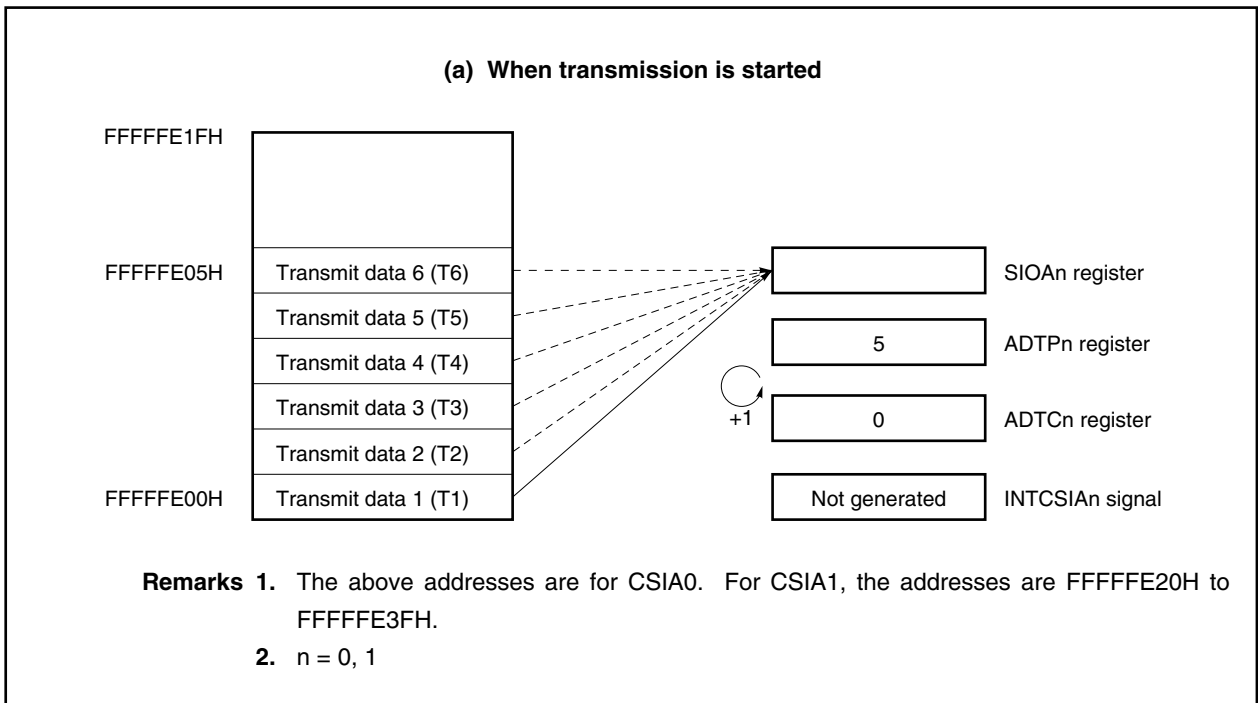 (a) When transmission is started
FFFFFE1FH
FFFFFE05H
Transmit data 6 (T6)
SIOAn register
Transmit data 5 (T5)
5
ADTPn register
Transmit data 4 (T4)
+1
Transmit data 3 (T3)
0
ADTCn register
Transmit data 2 (T2)
FFFFFE00H
Transmit data 1 (T1)
Not generated
INTCSIAn signal
Remarks 1. The above addresses are for CSIA0. For CSIA1, the addresses are FFFFFE20H to
FFFFFE3FH.
2. n = 0, 1